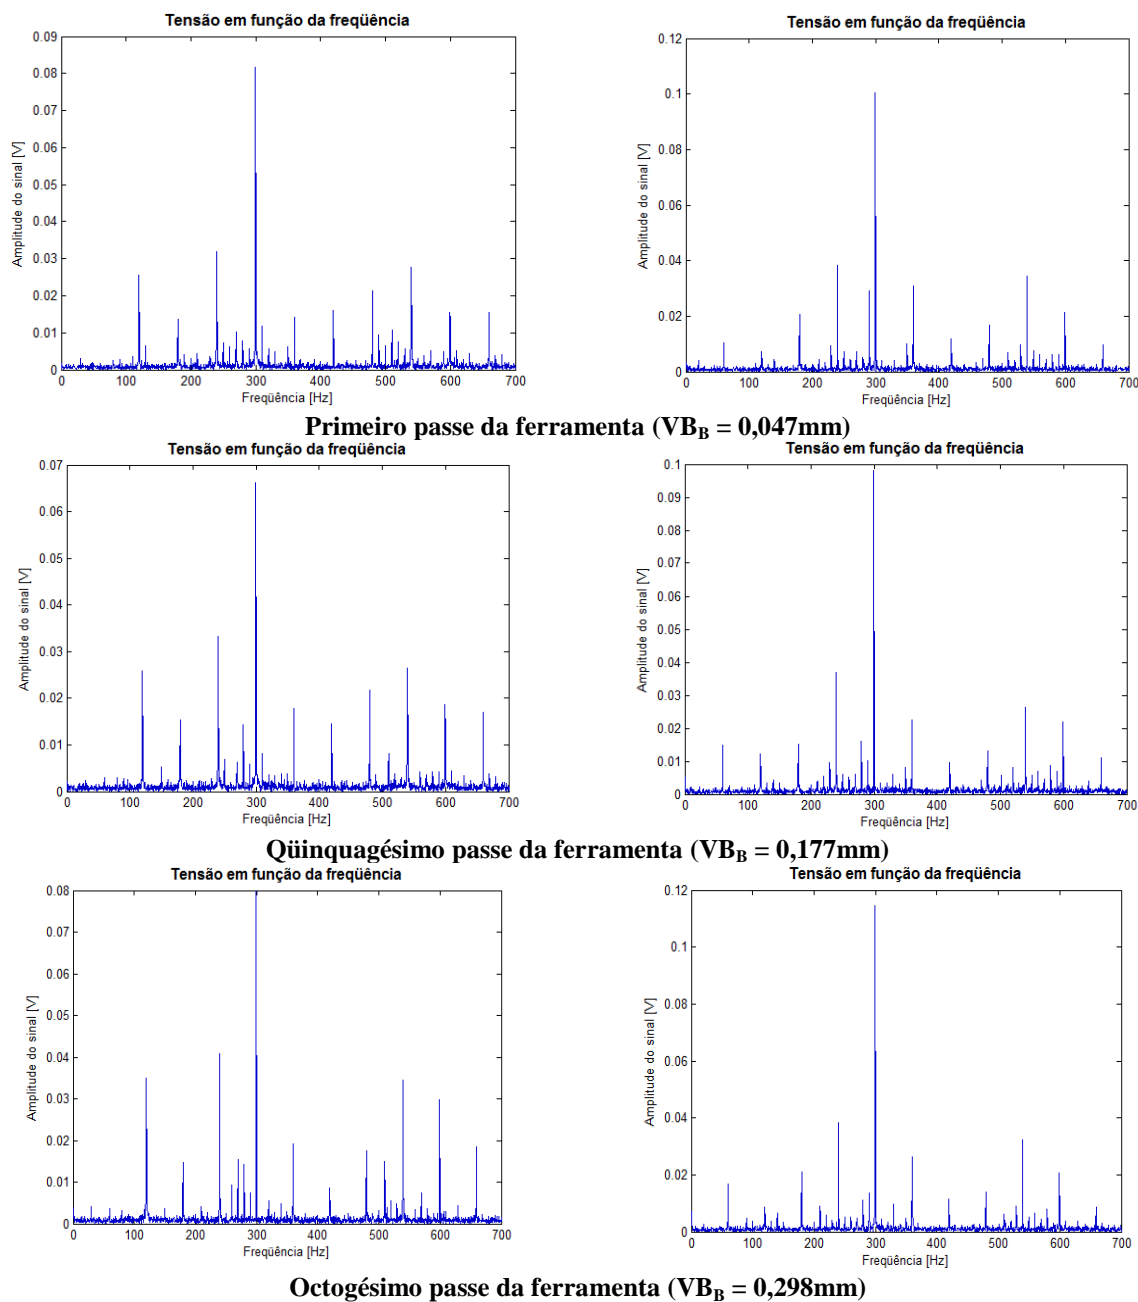 Tensão em função da freqüência
Amplitude do sinal [V]
0.09
0.08
0.07
0.06
0.05
0.04
0.03
0.02
0.01
0
0 100 200 300 400 500 600 700
Freqüência [Hz]
Tensão em função da freqüência
Amplitude do sinal [V]
0.12
0.1
0.08
0.06
0.04
0.02
0
0 100 200 300 400 500 600 700
Freqüência [Hz]
Primeiro passe da ferramenta (VB_B = 0,047mm)
Tensão em função da freqüência
Amplitude do sinal [V]
0.07
0.06
0.05
0.04
0.03
0.02
0.01
0
0 100 200 300 400 500 600 700
Freqüência [Hz]
Tensão em função da freqüência
Amplitude do sinal [V]
0.1
0.09
0.08
0.07
0.06
0.05
0.04
0.03
0.02
0.01
0
0 100 200 300 400 500 600 700
Freqüência [Hz]
Qüinquagésimo passe da ferramenta (VB_B = 0,177mm)
Tensão em função da freqüência
Amplitude do sinal [V]
0.08
0.07
0.06
0.05
0.04
0.03
0.02
0.01
0
0 100 200 300 400 500 600 700
Freqüência [Hz]
Tensão em função da freqüência
Amplitude do sinal [V]
0.12
0.1
0.08
0.06
0.04
0.02
0
0 100 200 300 400 500 600 700
Freqüência [Hz]
Octogésimo passe da ferramenta (VB_B = 0,298mm)